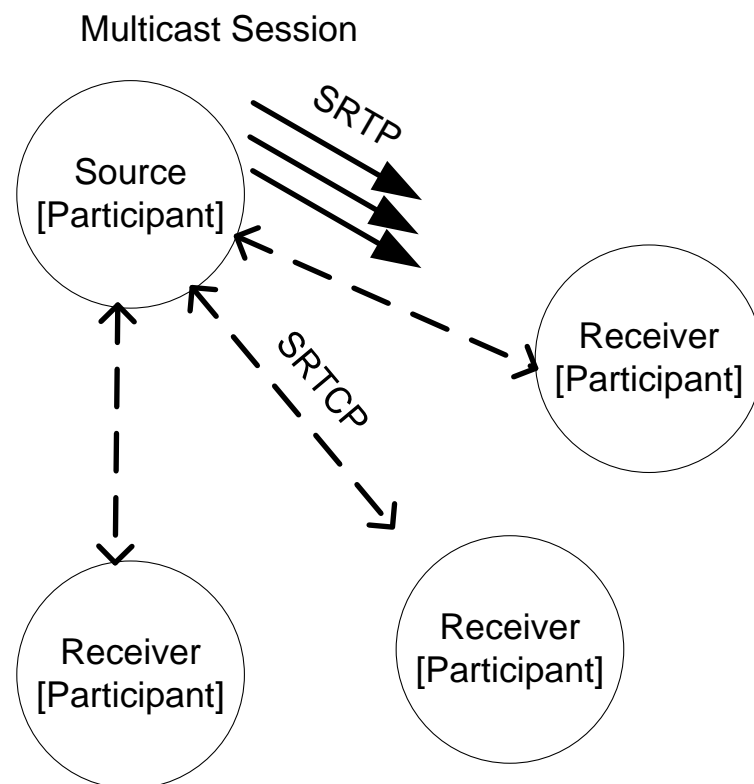 Multicast Session
SRTP
Source
[Participant]
Receiver
[Participant]
SRTCP
Receiver
[Participant]
Receiver
[Participant]